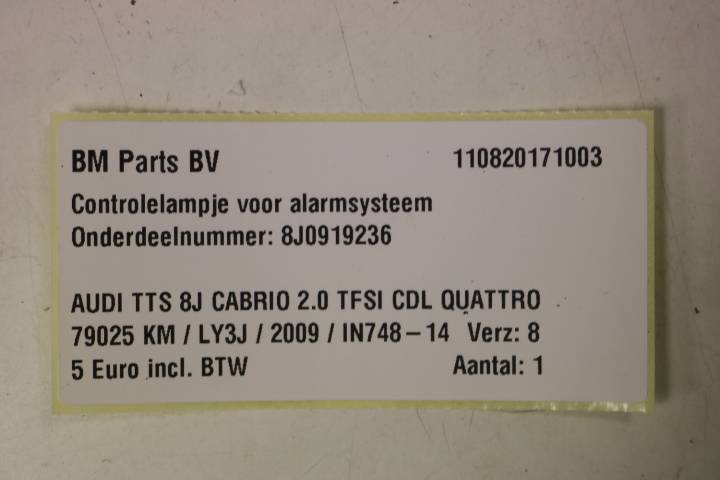 BM Parts BV 110820171003
Controlelampje voor alarmsysteem
Onderdeelnummer: 8J0919236
AUDI TTS 8J CABRIO 2.0 TFSI CDL QUATTRO
79025 KM / LY3J / 2009 / IN748-14 Verz: 8
5 Euro incl. BTW Aantal: 1